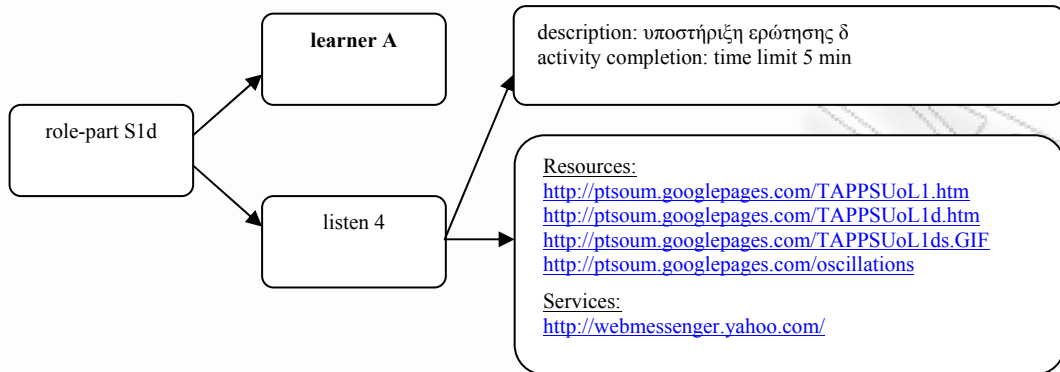 role-part S1d
learner A
listen 4
description: υποστήριξη ερώτησης δ
activity completion: time limit 5 min
Resources:
http://ptsoum.googlepages.com/TAPPSUoL1.htm
http://ptsoum.googlepages.com/TAPPSUoL1d.htm
http://ptsoum.googlepages.com/TAPPSUoL1ds.GIF
http://ptsoum.googlepages.com/oscillations
Services:
http://webmessenger.yahoo.com/